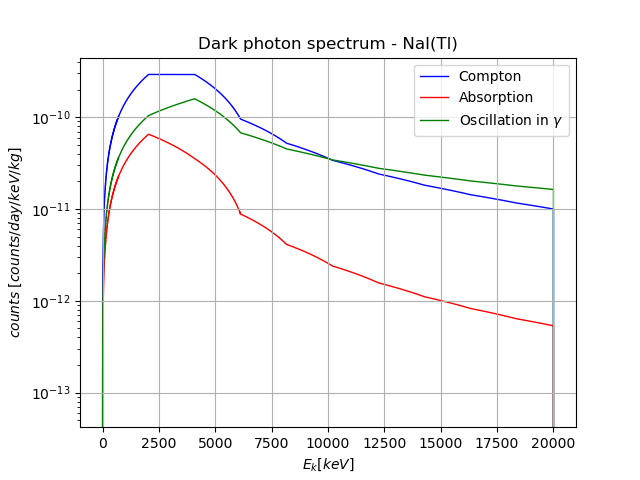 Dark photon spectrum - NaI(Tl)
Compton
Absorption
Oscillation in γ
counts [counts/day/keV/kg]
10⁻¹⁰
10⁻¹¹
10⁻¹²
10⁻¹³
0 2500 5000 7500 10000 12500 15000 17500 20000
E_k[keV]